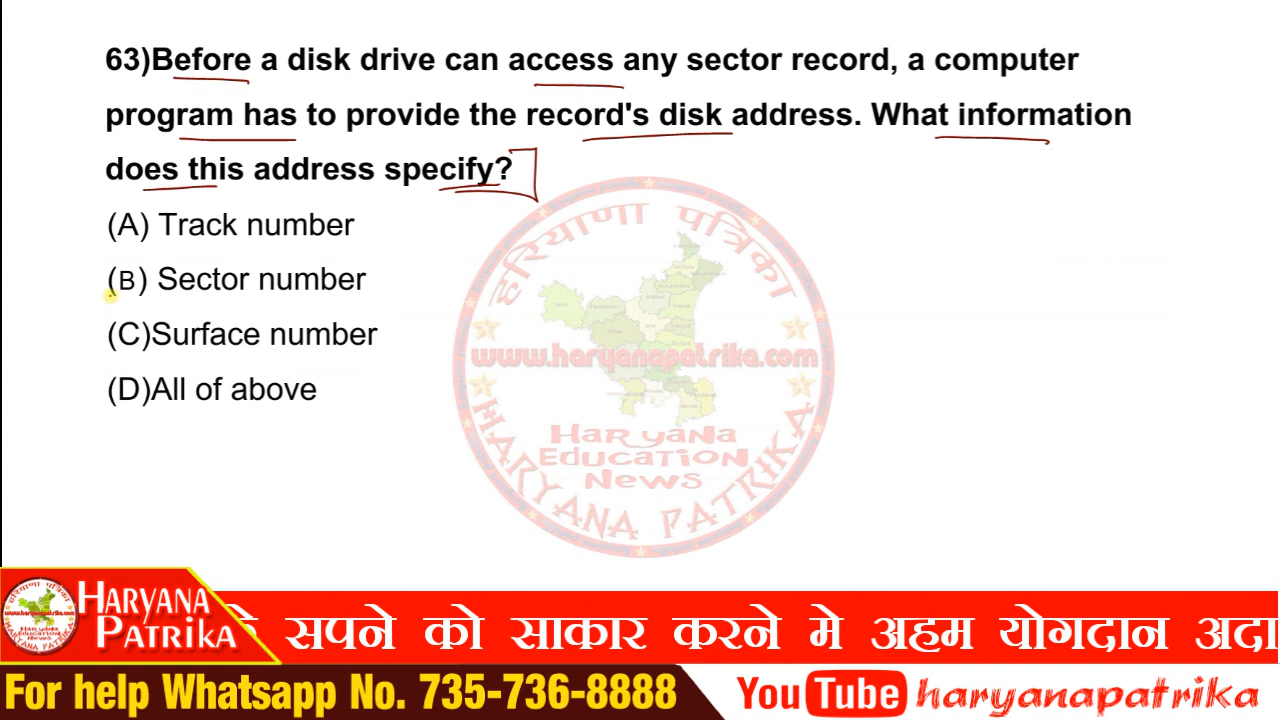 63)Before a disk drive can access any sector record, a computer
program has to provide the record's disk address. What information
does this address specify?
(A) Track number
(B) Sector number
(C)Surface number
(D)All of above
हरियाणा पत्रिका
www.haryanapatrika.com
Haryana
Education
News
HARYANA PATRIKA
HARYANA
PATRIKA
के सपने को साकार करने मे अहम योगदान अदा
For help Whatsapp No. 735-736-8888
YouTube haryanapatrika